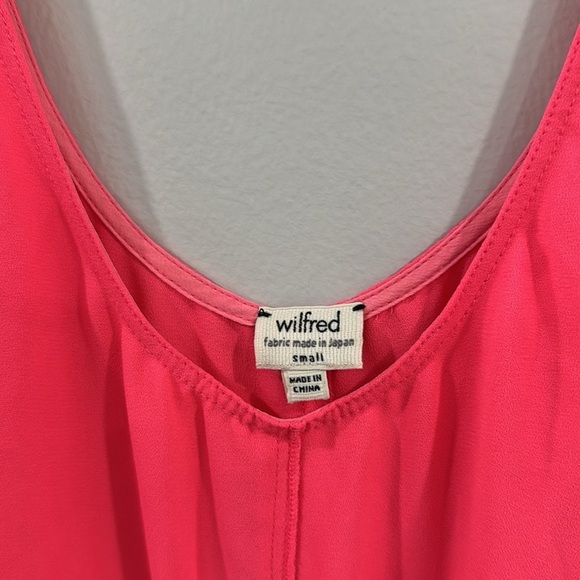 wilfred
fabric made in Japan
small
MADE IN
CHINA